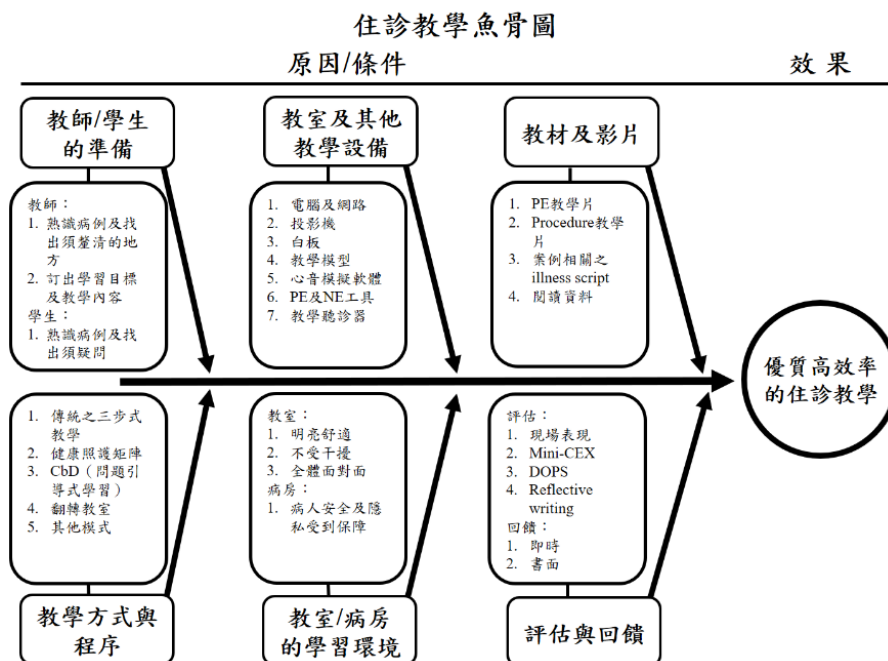 住診教學魚骨圖
原因/條件
效 果
教師/學生
的準備
教師：
1. 熟識病例及找
出須釐清的地
方
2. 訂出學習目標
及教學內容
學生：
1. 熟識病例及找
出須疑問
教室及其他
教學設備
1. 電腦及網路
2. 投影機
3. 白板
4. 教學模型
5. 心音模擬軟體
6. PE及NE工具
7. 教學聽診器
教材及影片
1. PE教學片
2. Procedure教學
片
3. 案例相關之
illness script
4. 閱讀資料
優質高效率
的住診教學
1. 傳統之三步式
教學
2. 健康照護矩陣
3. CbD（問題引
導式學習）
4. 翻轉教室
5. 其他模式
教學方式與
程序
教室：
1. 明亮舒適
2. 不受干擾
3. 全體面對面
病房：
1. 病人安全及隱
私受到保障
教室/病房
的學習環境
評估：
1. 現場表現
2. Mini-CEX
3. DOPS
4. Reflective
writing
回饋：
1. 即時
2. 書面
評估與回饋